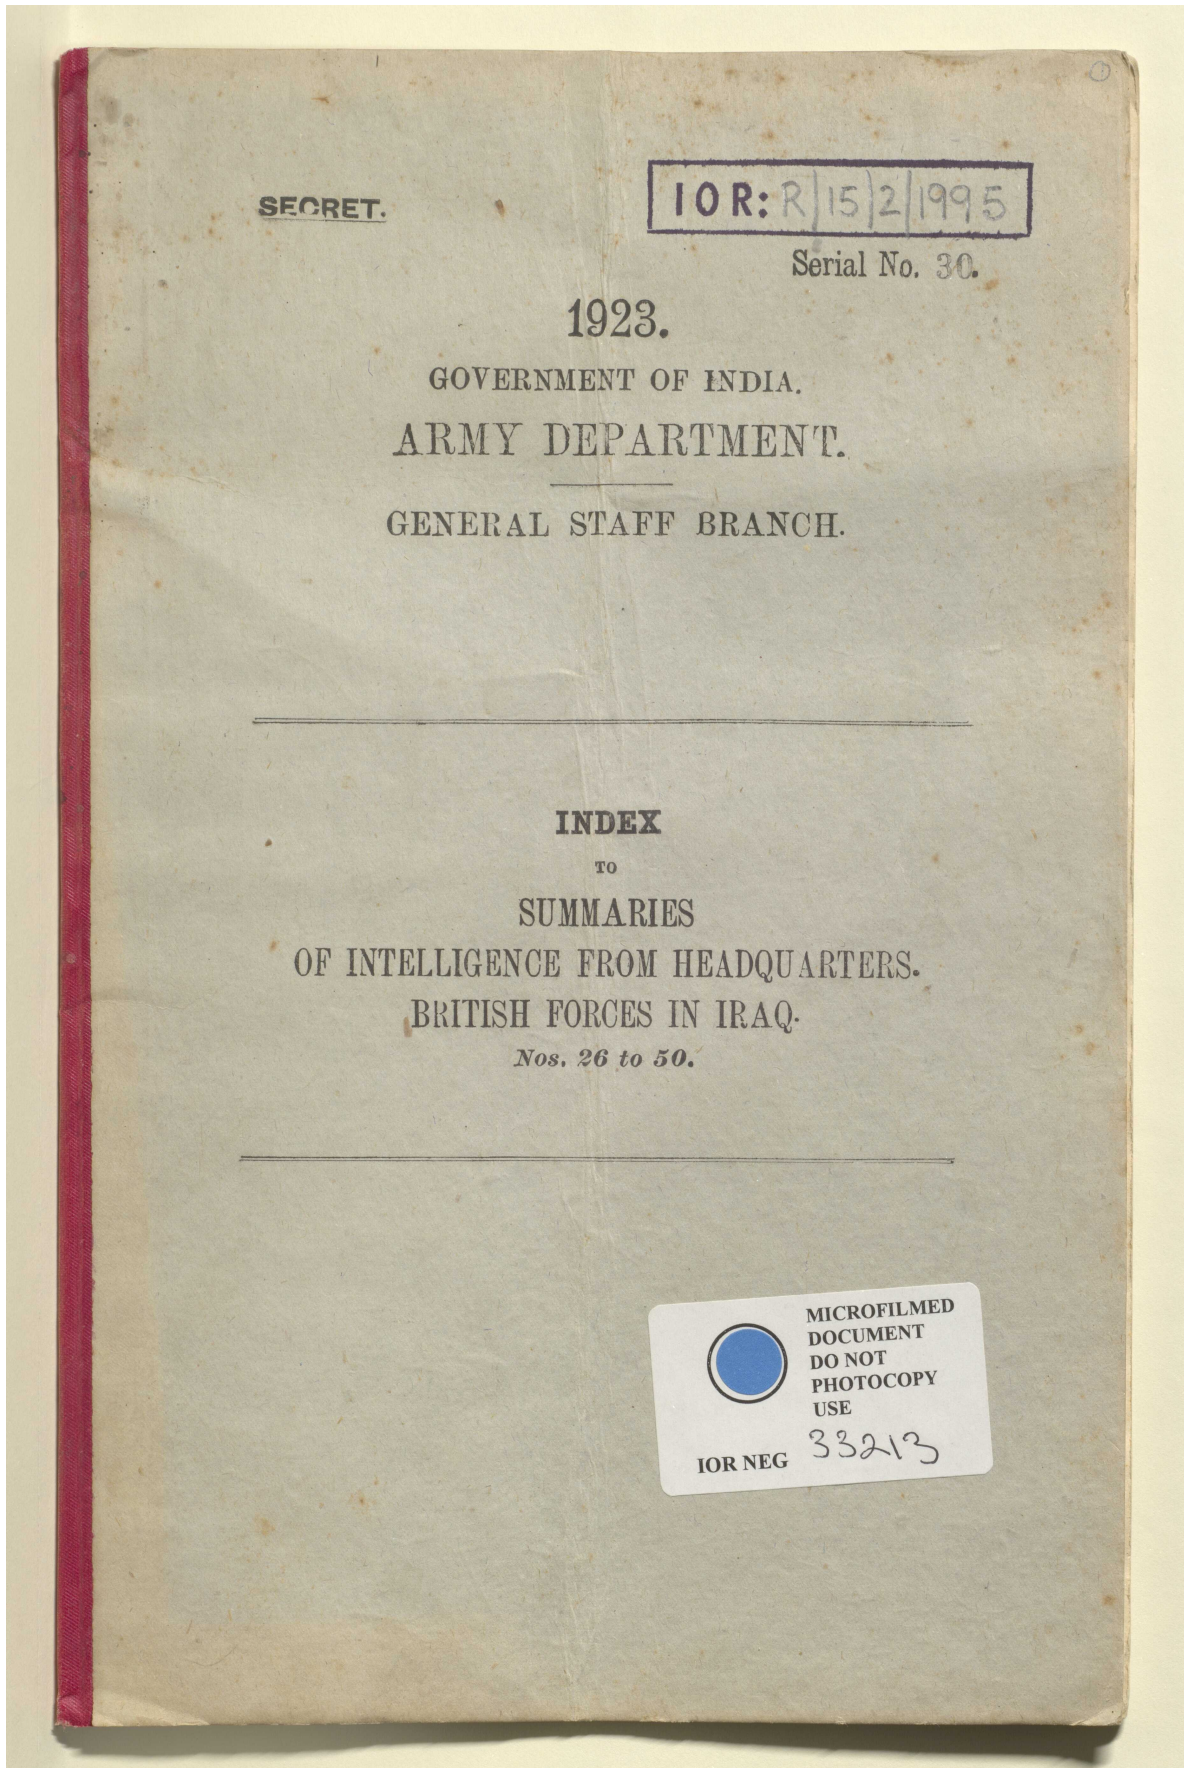 1
SECRET.
IOR: R/15/2/1995
Serial No. 30.
1923.
GOVERNMENT OF INDIA.
ARMY DEPARTMENT.
GENERAL STAFF BRANCH.
INDEX
TO
SUMMARIES
OF INTELLIGENCE FROM HEADQUARTERS.
BRITISH FORCES IN IRAQ.
Nos. 26 to 50.
MICROFILMED
DOCUMENT
DO NOT
PHOTOCOPY
USE
IOR NEG 33213